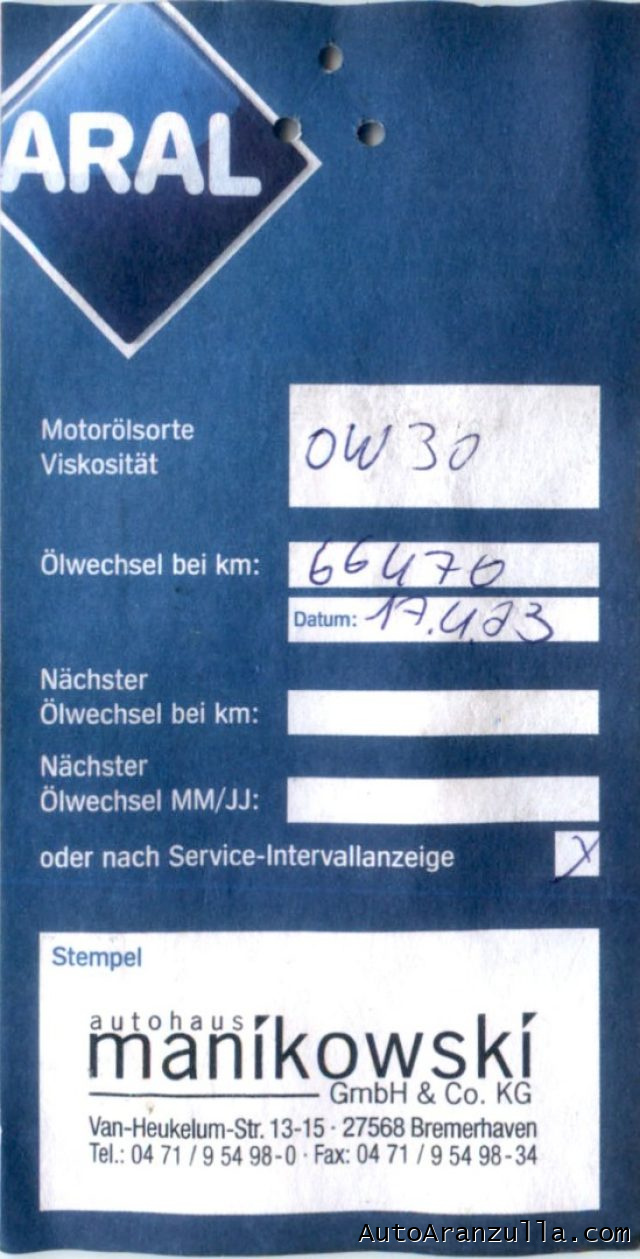 ARAL
Motorölsorte
Viskosität
0W30
Ölwechsel bei km:
66470
Datum: 17.4.23
Nächster
Ölwechsel bei km:
Nächster
Ölwechsel MM/JJ:
oder nach Service-Intervallanzeige X
Stempel
autohaus
manikowski
GmbH & Co. KG
Van-Heukelum-Str. 13-15 · 27568 Bremerhaven
Tel.: 04 71 / 9 54 98-0 · Fax: 04 71 / 9 54 98-34
AutoAranzulla.com